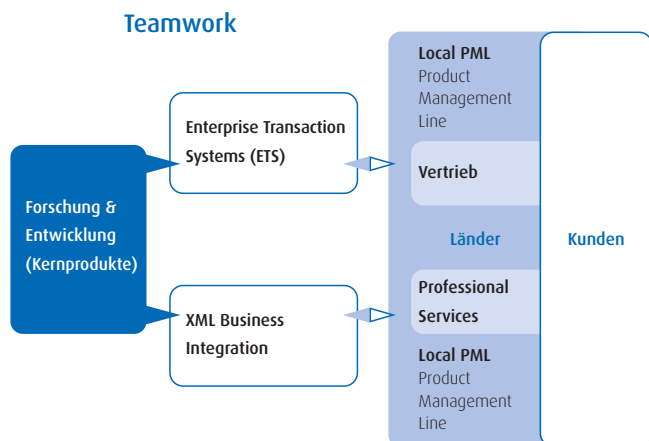 Teamwork
Forschung &
Entwicklung
(Kernprodukte)
Enterprise Transaction
Systems (ETS)
XML Business
Integration
Local PML
Product
Management
Line
Vertrieb
Länder
Professional
Services
Local PML
Product
Management
Line
Kunden